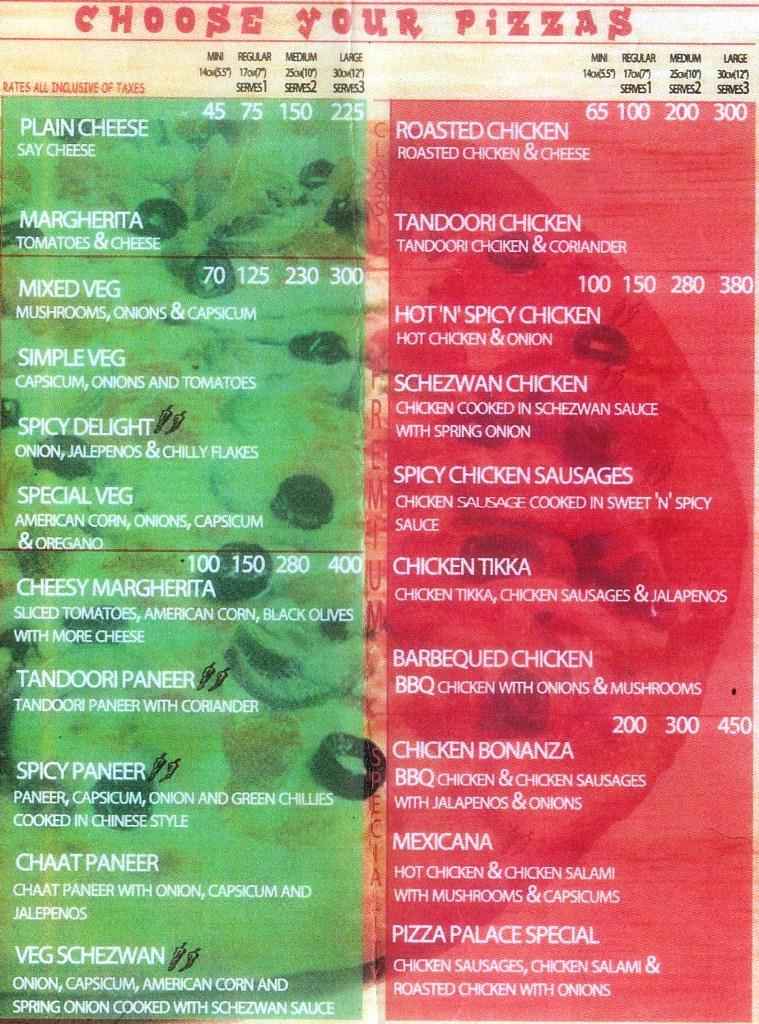 CHOOSE YOUR PIZZAS
MINI REGULAR MEDIUM LARGE
14CM(5.5") 17CM(7") 25CM(10") 30CM(12")
RATES ALL INCLUSIVE OF TAXES SERVES1 SERVES2 SERVES3
45 75 150 225
PLAIN CHEESE
SAY CHEESE
MARGHERITA
TOMATOES & CHEESE
70 125 230 300
MIXED VEG
MUSHROOMS, ONIONS & CAPSICUM
SIMPLE VEG
CAPSICUM, ONIONS AND TOMATOES
SPICY DELIGHT
ONION, JALEPENOS & CHILLY FLAKES
SPECIAL VEG
AMERICAN CORN, ONIONS, CAPSICUM
& OREGANO
100 150 280 400
CHEESY MARGHERITA
SLICED TOMATOES, AMERICAN CORN, BLACK OLIVES
WITH MORE CHEESE
TANDOORI PANEER
TANDOORI PANEER WITH CORIANDER
SPICY PANEER
PANEER, CAPSICUM, ONION AND GREEN CHILLIES
COOKED IN CHINESE STYLE
CHAAT PANEER
CHAAT PANEER WITH ONION, CAPSICUM AND
JALEPENOS
VEG SCHEZWAN
ONION, CAPSICUM, AMERICAN CORN AND
SPRING ONION COOKED WITH SCHEZWAN SAUCE
PREMIUM
SPECIAL
MINI REGULAR MEDIUM LARGE
14CM(5.5") 17CM(7") 25CM(10") 30CM(12")
SERVES1 SERVES2 SERVES3
65 100 200 300
ROASTED CHICKEN
ROASTED CHICKEN & CHEESE
TANDOORI CHICKEN
TANDOORI CHCIKEN & CORIANDER
100 150 280 380
HOT 'N' SPICY CHICKEN
HOT CHICKEN & ONION
SCHEZWAN CHICKEN
CHICKEN COOKED IN SCHEZWAN SAUCE
WITH SPRING ONION
SPICY CHICKEN SAUSAGES
CHICKEN SAUSAGE COOKED IN SWEET 'N' SPICY
SAUCE
CHICKEN TIKKA
CHICKEN TIKKA, CHICKEN SAUSAGES & JALAPENOS
BARBEQUED CHICKEN
BBQ CHICKEN WITH ONIONS & MUSHROOMS
200 300 450
CHICKEN BONANZA
BBQ CHICKEN & CHICKEN SAUSAGES
WITH JALAPENOS & ONIONS
MEXICANA
HOT CHICKEN & CHICKEN SALAMI
WITH MUSHROOMS & CAPSICUMS
PIZZA PALACE SPECIAL
CHICKEN SAUSAGES, CHICKEN SALAMI &
ROASTED CHICKEN WITH ONIONS